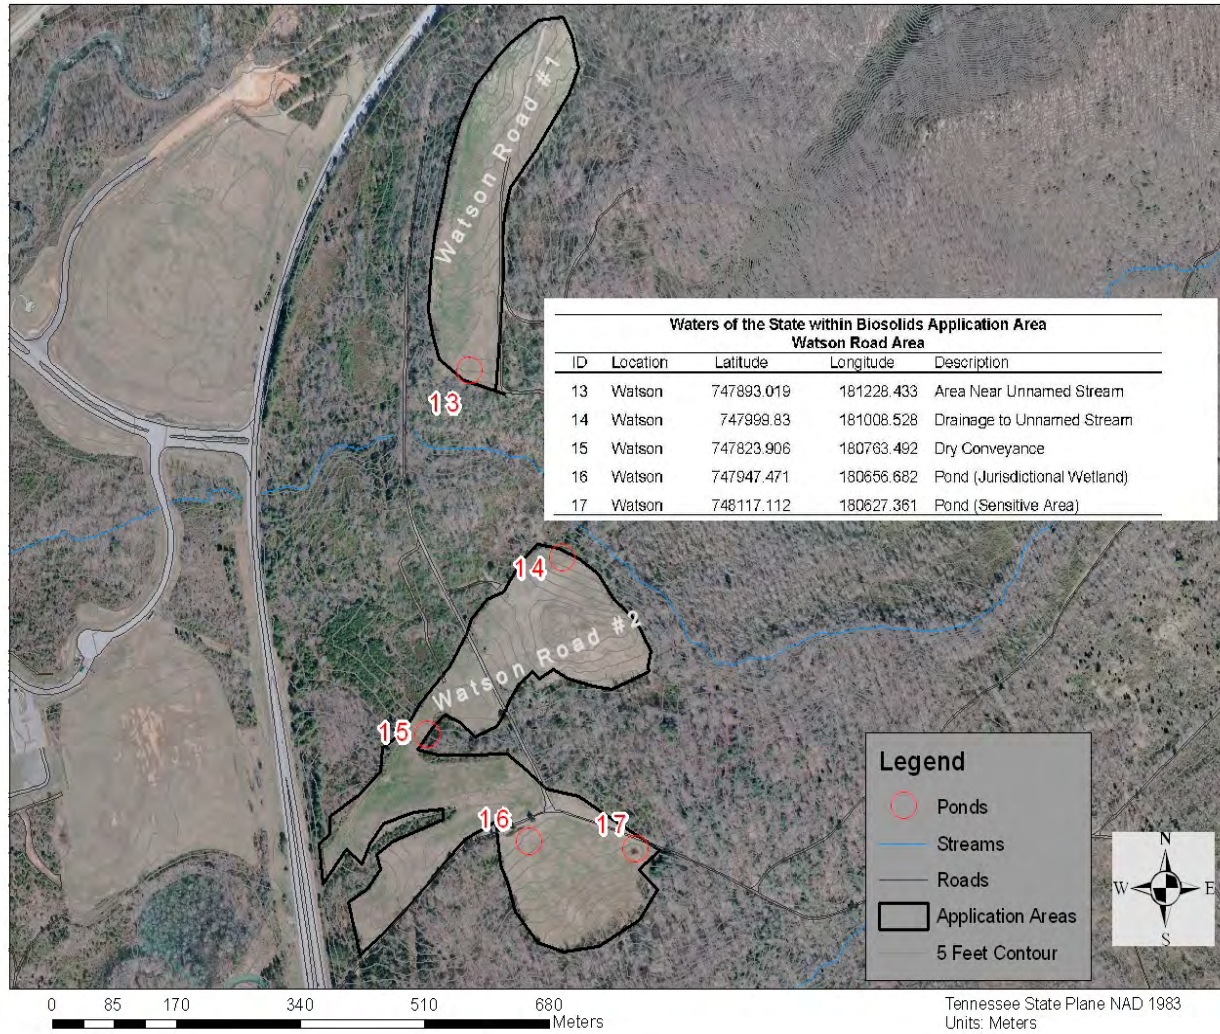 Watson Road #1
Waters of the State within Biosolids Application Area
Watson Road Area
ID Location Latitude Longitude Description
13 Watson 747893.019 181228.433 Area Near Unnamed Stream
14 Watson 747999.83 181008.528 Drainage to Unnamed Stream
15 Watson 747823.906 180763.492 Dry Conveyance
16 Watson 747947.471 180656.682 Pond (Jurisdictional Wetland)
17 Watson 748117.112 180627.361 Pond (Sensitive Area)
13
14
Watson Road #2
15
16
17
Legend
Ponds
Streams
Roads
Application Areas
5 Feet Contour
N
W E
S
0 85 170 340 510 680
Meters
Tennessee State Plane NAD 1983
Units: Meters